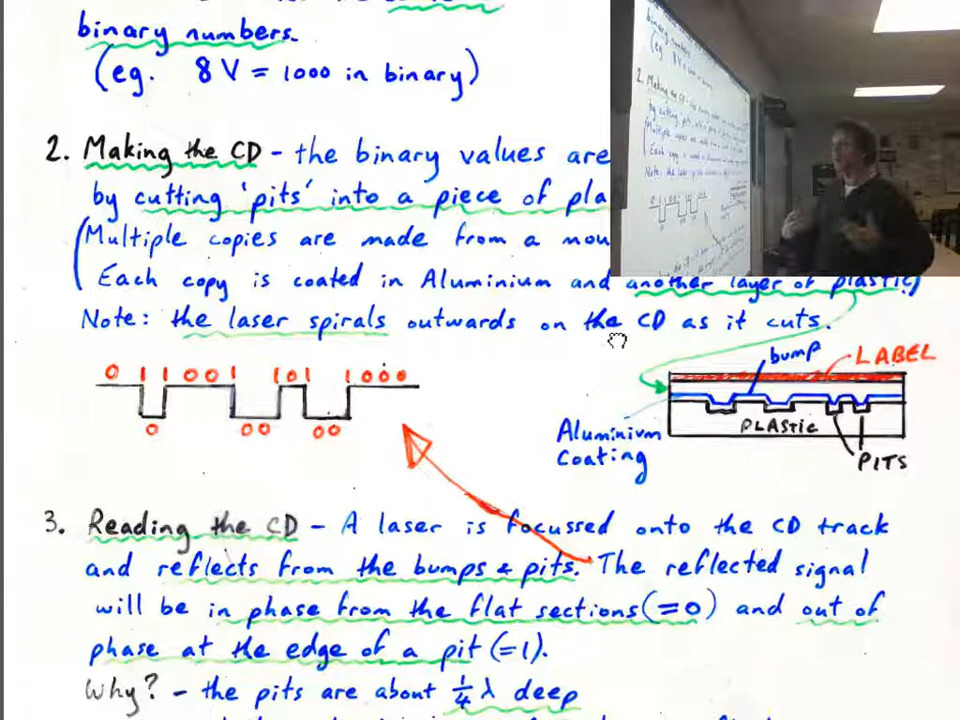 binary numbers.
(eg. 8 V = 1000 in binary)
2. Making the CD - the binary values are
by cutting 'pits' into a piece of pla
(Multiple copies are made from a mou
Each copy is coated in Aluminium and another layer of plastic)
Note: the laser spirals outwards on the CD as it cuts.
0 1 1 0 0 1 1 0 1 1 0 0 0
0 00 00
bump LABEL
Aluminium coating
PLASTIC
PITS
3. Reading the CD - A laser is focussed onto the CD track
and reflects from the bumps & pits. The reflected signal
will be in phase from the flat sections (=0) and out of
phase at the edge of a pit (=1).
Why? - the pits are about 1/4 λ deep